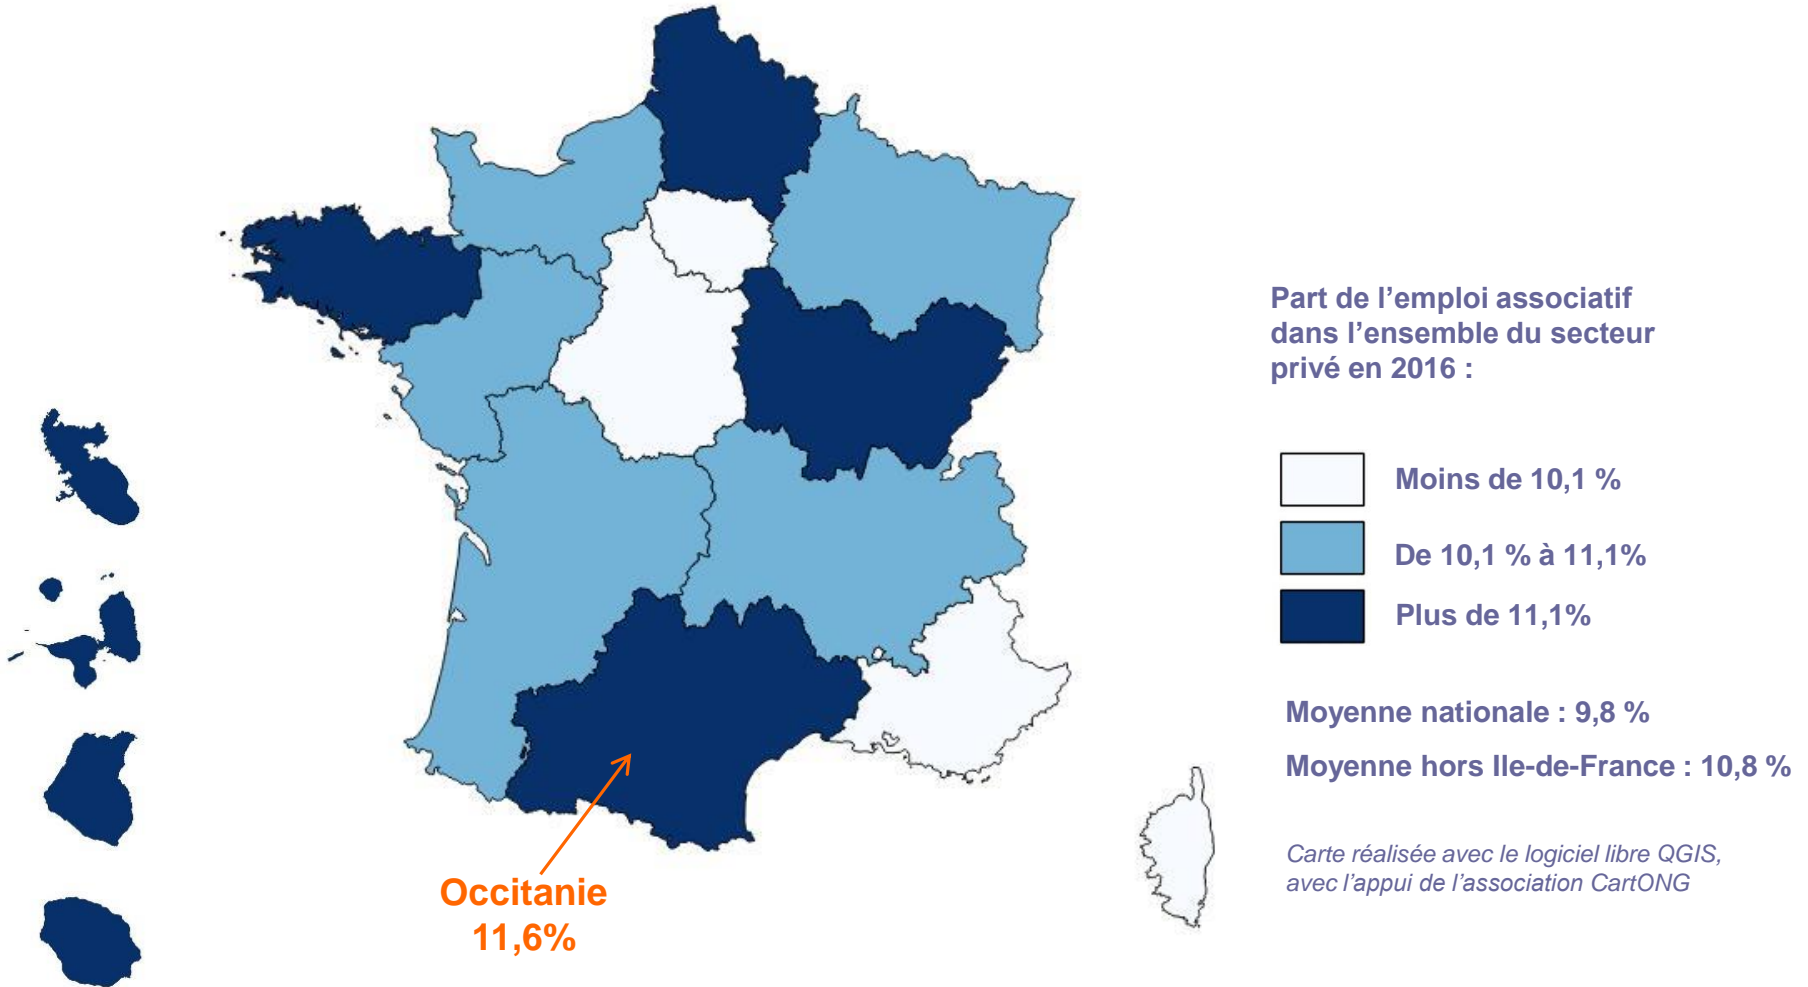 Part de l’emploi associatif
dans l’ensemble du secteur
privé en 2016 :
Moins de 10,1 %
De 10,1 % à 11,1%
Plus de 11,1%
Moyenne nationale : 9,8 %
Moyenne hors Ile-de-France : 10,8 %
Carte réalisée avec le logiciel libre QGIS,
avec l’appui de l’association CartONG
Occitanie
11,6%